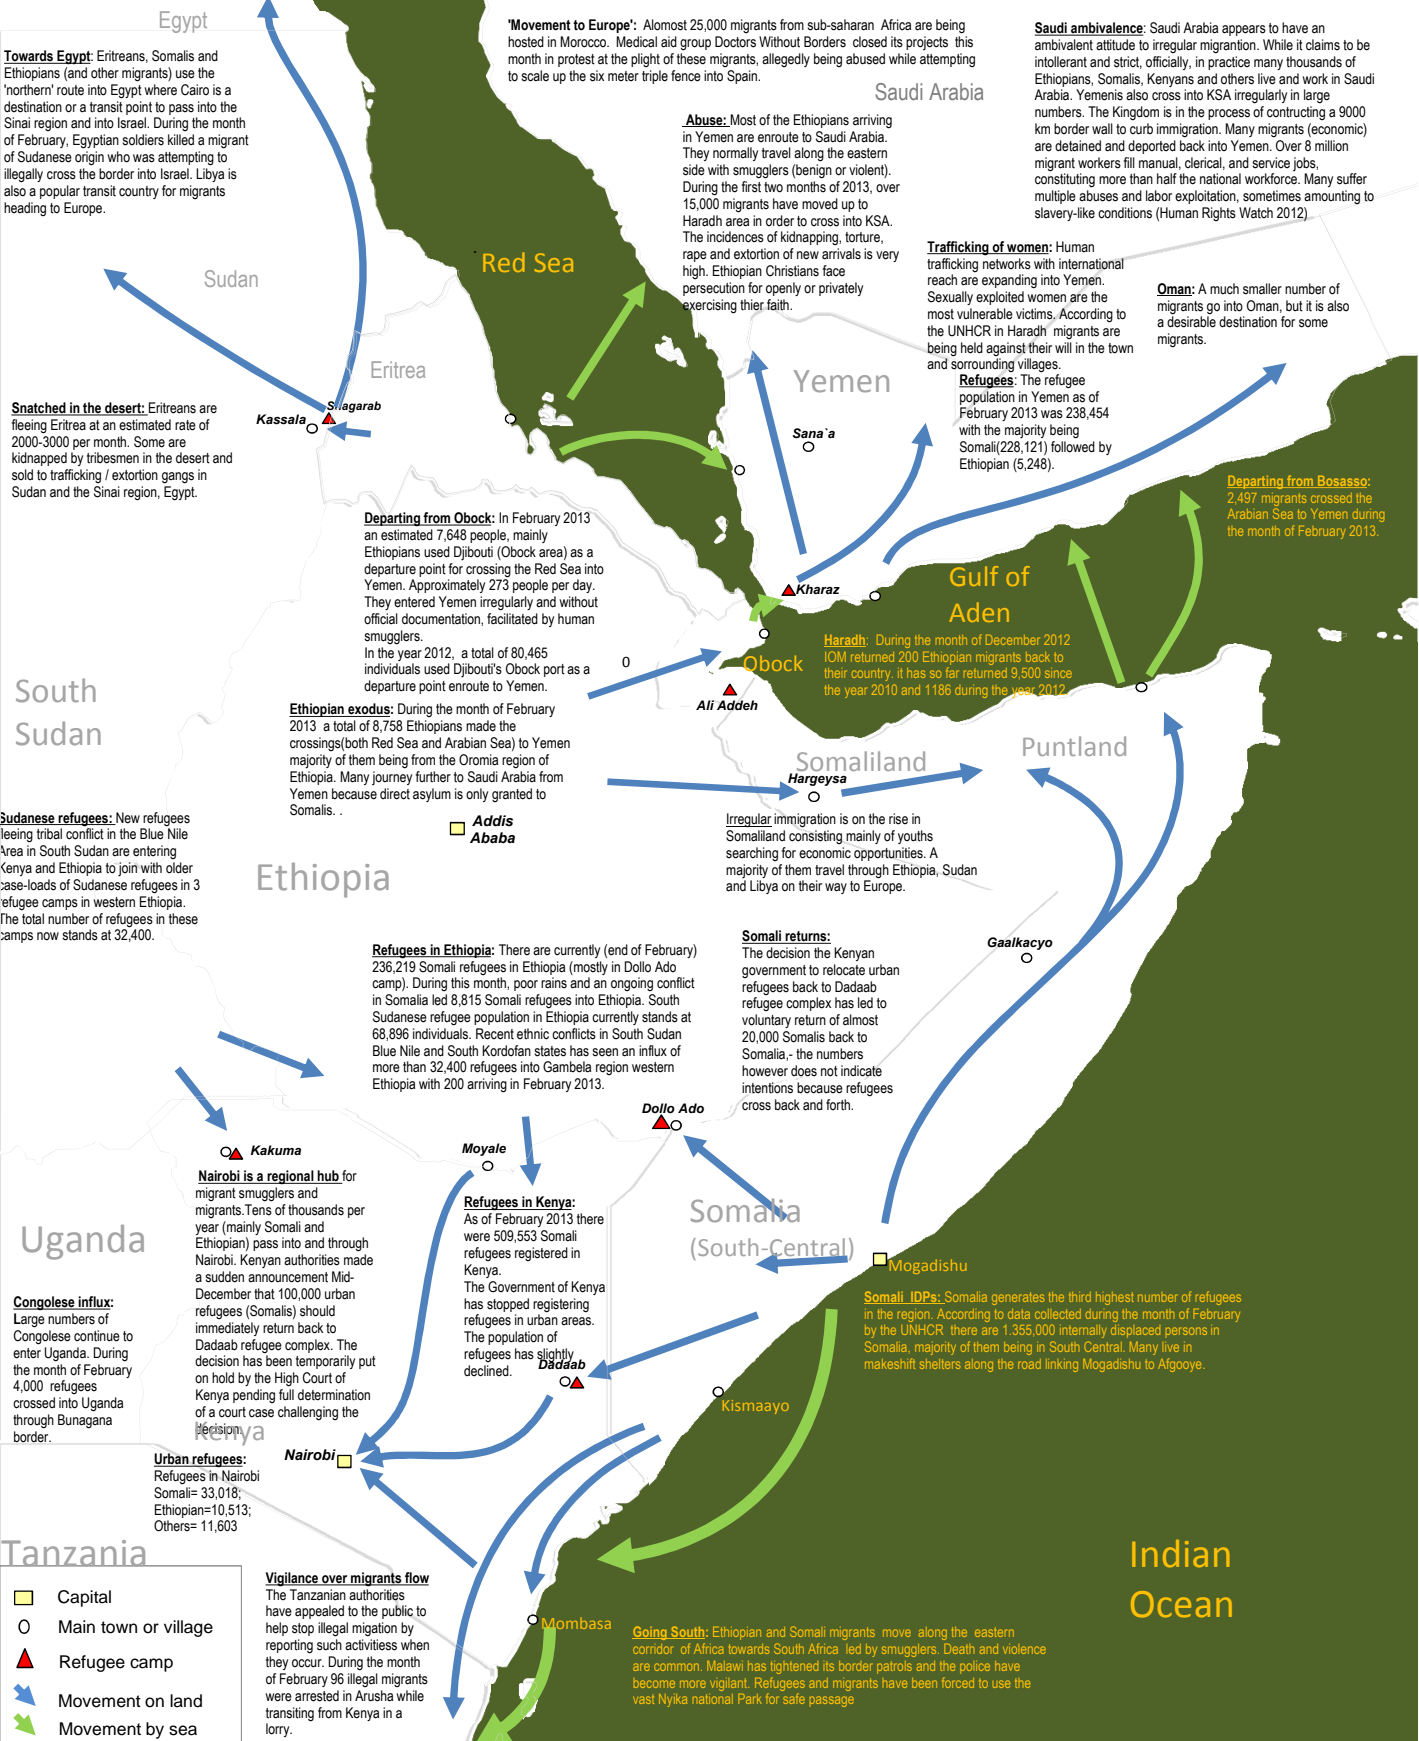 Egypt
Towards Egypt: Eritreans, Somalis and
Ethiopians (and other migrants) use the
'northern' route into Egypt where Cairo is a
destination or a transit point to pass into the
Sinai region and into Israel. During the month
of February, Egyptian soldiers killed a migrant
of Sudanese origin who was attempting to
illegally cross the border into Israel. Libya is
also a popular transit country for migrants
heading to Europe.
'Movement to Europe': Alomost 25,000 migrants from sub-saharan Africa are being
hosted in Morocco. Medical aid group Doctors Without Borders closed its projects this
month in protest at the plight of these migrants, allegedly being abused while attempting
to scale up the six meter triple fence into Spain.
Saudi Arabia
Saudi ambivalence: Saudi Arabia appears to have an
ambivalent attitude to irregular migrantion. While it claims to be
intollerant and strict, officially, in practice many thousands of
Ethiopians, Somalis, Kenyans and others live and work in Saudi
Arabia. Yemenis also cross into KSA irregularly in large
numbers. The Kingdom is in the process of contructing a 9000
km border wall to curb immigration. Many migrants (economic)
are detained and deported back into Yemen. Over 8 million
migrant workers fill manual, clerical, and service jobs,
constituting more than half the national workforce. Many suffer
multiple abuses and labor exploitation, sometimes amounting to
slavery-like conditions (Human Rights Watch 2012)
Abuse: Most of the Ethiopians arriving
in Yemen are enroute to Saudi Arabia.
They normally travel along the eastern
side with smugglers (benign or violent).
During the first two months of 2013, over
15,000 migrants have moved up to
Haradh area in order to cross into KSA.
The incidences of kidnapping, torture,
rape and extortion of new arrivals is very
high. Ethiopian Christians face
persecution for openly or privately
exercising thier faith.
Red Sea
Sudan
Trafficking of women: Human
trafficking networks with international
reach are expanding into Yemen.
Sexually exploited women are the
most vulnerable victims. According to
the UNHCR in Haradh migrants are
being held against their will in the town
and sorrounding villages.
Refugees: The refugee
population in Yemen as of
February 2013 was 238,454
with the majority being
Somali(228,121) followed by
Ethiopian (5,248).
Oman: A much smaller number of
migrants go into Oman, but it is also
a desirable destination for some
migrants.
Eritrea
Yemen
Snatched in the desert: Eritreans are
fleeing Eritrea at an estimated rate of
2000-3000 per month. Some are
kidnapped by tribesmen in the desert and
sold to trafficking / extortion gangs in
Sudan and the Sinai region, Egypt.
Shagarab
Kassala
Sana`a
Departing from Bosasso:
2,497 migrants crossed the
Arabian Sea to Yemen during
the month of February 2013.
Departing from Obock: In February 2013
an estimated 7,648 people, mainly
Ethiopians used Djibouti (Obock area) as a
departure point for crossing the Red Sea into
Yemen. Approximately 273 people per day.
They entered Yemen irregularly and without
official documentation, facilitated by human
smugglers.
In the year 2012, a total of 80,465
individuals used Djibouti's Obock port as a
departure point enroute to Yemen.
Kharaz
Gulf of
Aden
Haradh: During the month of December 2012
IOM returned 200 Ethiopian migrants back to
their country. it has so far returned 9,500 since
the year 2010 and 1186 during the year 2012
0
Obock
Ali Addeh
South
Sudan
Ethiopian exodus: During the month of February
2013 a total of 8,758 Ethiopians made the
crossings(both Red Sea and Arabian Sea) to Yemen
majority of them being from the Oromia region of
Ethiopia. Many journey further to Saudi Arabia from
Yemen because direct asylum is only granted to
Somalis. .
Somaliland
Puntland
Hargeysa
Addis
Ababa
Irregular immigration is on the rise in
Somaliland consisting mainly of youths
searching for economic opportunities. A
majority of them travel through Ethiopia, Sudan
and Libya on their way to Europe.
Sudanese refugees: New refugees
leeing tribal conflict in the Blue Nile
Area in South Sudan are entering
Kenya and Ethiopia to join with older
case-loads of Sudanese refugees in 3
refugee camps in western Ethiopia.
The total number of refugees in these
camps now stands at 32,400.
Ethiopia
Refugees in Ethiopia: There are currently (end of February)
236,219 Somali refugees in Ethiopia (mostly in Dollo Ado
camp). During this month, poor rains and an ongoing conflict
in Somalia led 8,815 Somali refugees into Ethiopia. South
Sudanese refugee population in Ethiopia currently stands at
68,896 individuals. Recent ethnic conflicts in South Sudan
Blue Nile and South Kordofan states has seen an influx of
more than 32,400 refugees into Gambela region western
Ethiopia with 200 arriving in February 2013.
Somali returns:
The decision the Kenyan
government to relocate urban
refugees back to Dadaab
refugee complex has led to
voluntary return of almost
20,000 Somalis back to
Somalia,- the numbers
however does not indicate
intentions because refugees
cross back and forth.
Gaalkacyo
Dollo Ado
Moyale
Kakuma
Nairobi is a regional hub for
migrant smugglers and
migrants.Tens of thousands per
year (mainly Somali and
Ethiopian) pass into and through
Nairobi. Kenyan authorities made
a sudden announcement Mid-
December that 100,000 urban
refugees (Somalis) should
immediately return back to
Dadaab refugee complex. The
decision has been temporarily put
on hold by the High Court of
Kenya pending full determination
of a court case challenging the
decision.
Refugees in Kenya:
As of February 2013 there
were 509,553 Somali
refugees registered in
Kenya.
The Government of Kenya
has stopped registering
refugees in urban areas.
The population of
refugees has slightly
declined.
Somalia
(South-Central)
Uganda
Mogadishu
Somali IDPs: Somalia generates the third highest number of refugees
in the region. According to data collected during the month of February
by the UNHCR there are 1.355,000 internally displaced persons in
Somalia, majority of them being in South Central. Many live in
makeshift shelters along the road linking Mogadishu to Afgooye.
Congolese influx:
Large numbers of
Congolese continue to
enter Uganda. During
the month of February
4,000 refugees
crossed into Uganda
through Bunagana
border.
Dadaab
Kismaayo
Kenya
Nairobi
Urban refugees:
Refugees in Nairobi
Somali= 33,018;
Ethiopian=10,513;
Others= 11,603
Tanzania
Indian
Ocean
Vigilance over migrants flow
The Tanzanian authorities
have appealed to the public to
help stop illegal migation by
reporting such activitiess when
they occur. During the month
of February 96 illegal migrants
were arrested in Arusha while
transiting from Kenya in a
lorry.
Mombasa
Going South: Ethiopian and Somali migrants move along the eastern
corridor of Africa towards South Africa led by smugglers. Death and violence
are common. Malawi has tightened its border patrols and the police have
become more vigilant. Refugees and migrants have been forced to use the
vast Nyika national Park for safe passage
Capital
Main town or village
Refugee camp
Movement on land
Movement by sea